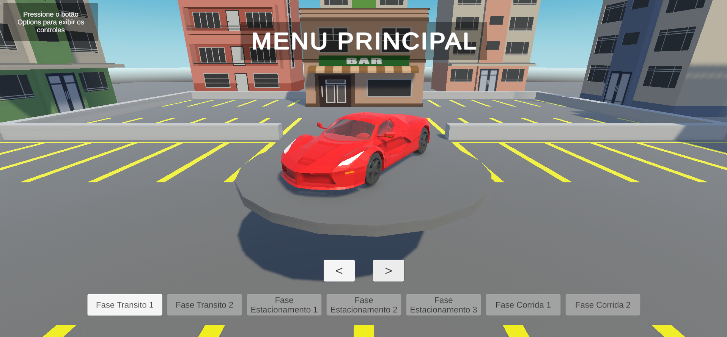 Pressione o botão
Options para exibir os
controles
MENU PRINCIPAL
BAR
<
>
Fase Transito 1
Fase Transito 2
Fase
Estacionamento 1
Fase
Estacionamento 2
Fase
Estacionamento 3
Fase Corrida 1
Fase Corrida 2